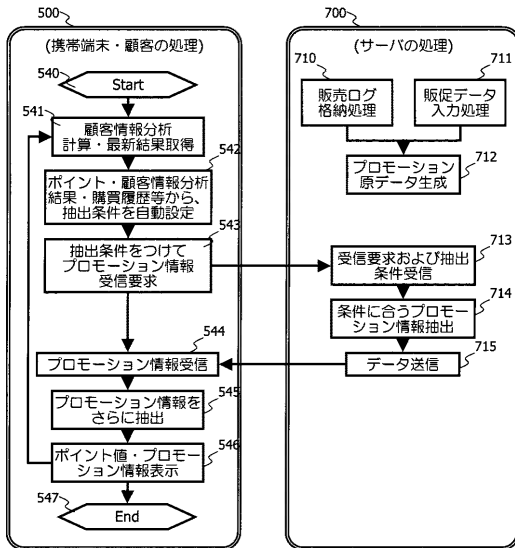 500
(携帯端末・顧客の処理)
540
Start
541
顧客情報分析
計算・最新結果取得
542
ポイント・顧客情報分析
結果・購買履歴等から、
抽出条件を自動設定
543
抽出条件をつけて
プロモーション情報
受信要求
544
プロモーション情報受信
545
プロモーション情報を
さらに抽出
546
ポイント値・プロモー
ション情報表示
547
End
700
(サーバの処理)
710
販売ログ
格納処理
711
販促データ
入力処理
712
プロモーション
原データ生成
713
受信要求および抽出
条件受信
714
条件に合うプロモー
ション情報抽出
715
データ送信